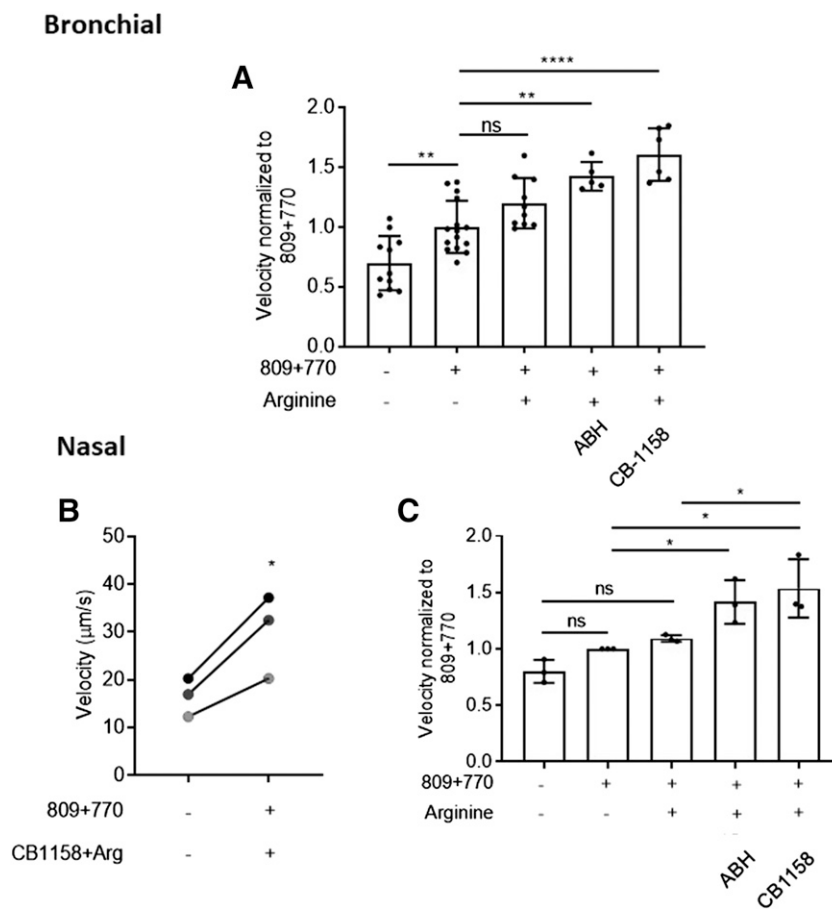 Bronchial
A
****
**
ns
**
2.0
1.5
1.0
0.5
0.0
Velocity normalized to
809+770
809+770 - + + + +
Arginine - - + + +
ABH
CB-1158
Nasal
B
50
40
30
20
10
0
Velocity (μm/s)
*
809+770 - +
CB1158+Arg - +
C
*
*
*
ns
ns
2.0
1.5
1.0
0.5
0.0
Velocity normalized to
809+770
809+770 - + + + +
Arginine - - + + +
ABH
CB1158